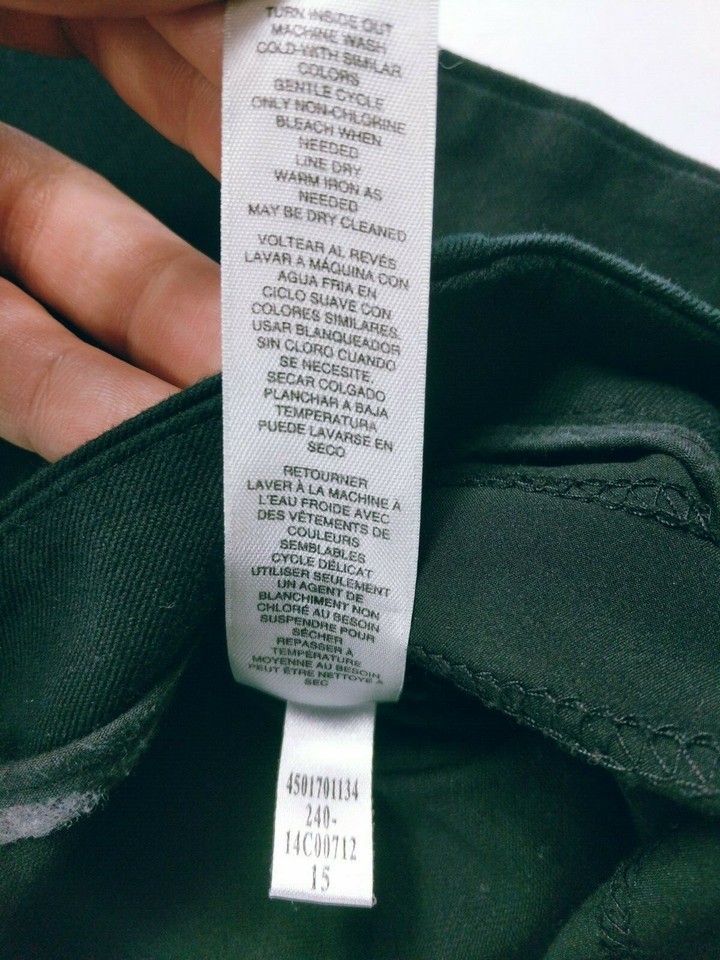 TURN INSIDE OUT
MACHINE WASH
COLD WITH SIMILAR
COLORS
GENTLE CYCLE
ONLY NON-CHLORINE
BLEACH WHEN
NEEDED
LINE DRY
WARM IRON AS
NEEDED
MAY BE DRY CLEANED
VOLTEAR AL REVÉS
LAVAR A MÁQUINA CON
AGUA FRIA EN
CICLO SUAVE CON
COLORES SIMILARES.
USAR BLANQUEADOR
SIN CLORO CUANDO
SE NECESITE.
SECAR COLGADO
PLANCHAR A BAJA
TEMPERATURA
PUEDE LAVARSE EN
SECO
RETOURNER
LAVER À LA MACHINE À
L'EAU FROIDE AVEC
DES VÊTEMENTS DE
COULEURS
SEMBLABLES
CYCLE DÉLICAT
UTILISER SEULEMENT
UN AGENT DE
BLANCHIMENT NON
CHLORÉ AU BESOIN
SUSPENDRE POUR
SÉCHER
REPASSER À
TEMPÉRATURE
MOYENNE AU BESOIN
PEUT ÊTRE NETTOYÉ À
SEC
4501701134
240-
14C00712
15